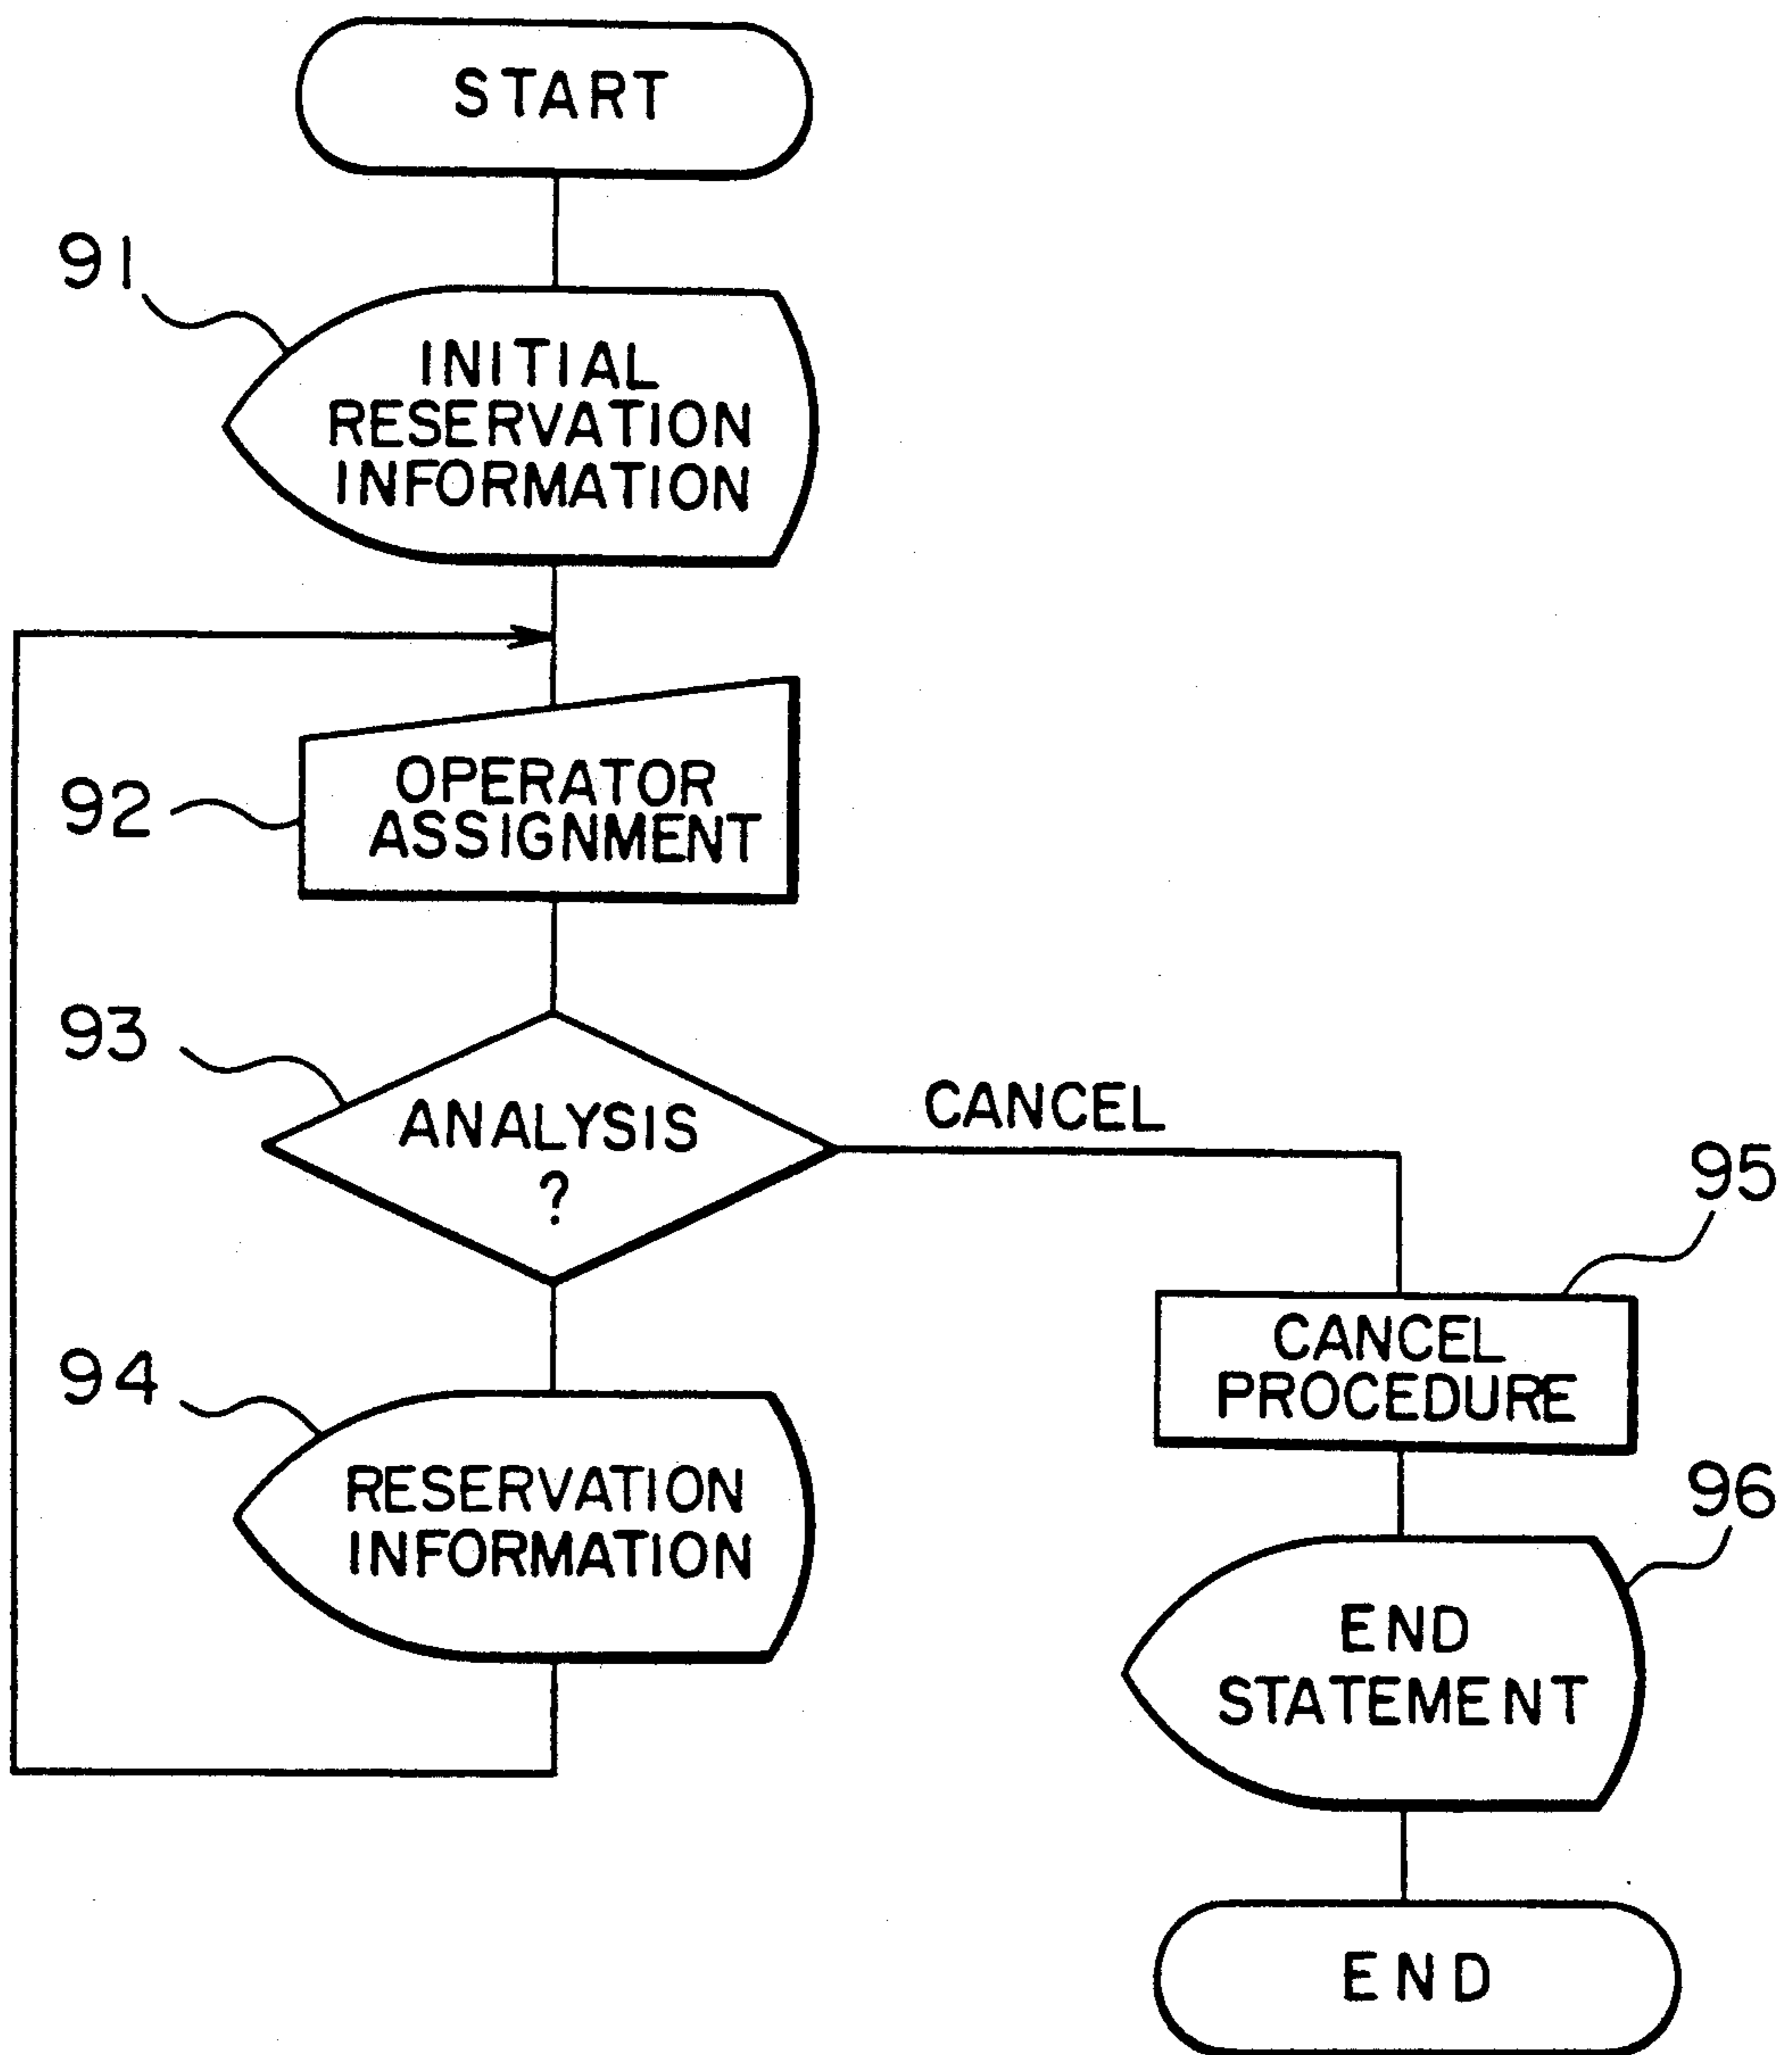 START
91
INITIAL
RESERVATION
INFORMATION
92
OPERATOR
ASSIGNMENT
93
ANALYSIS
?
CANCEL
94
RESERVATION
INFORMATION
95
CANCEL
PROCEDURE
96
END
STATEMENT
END